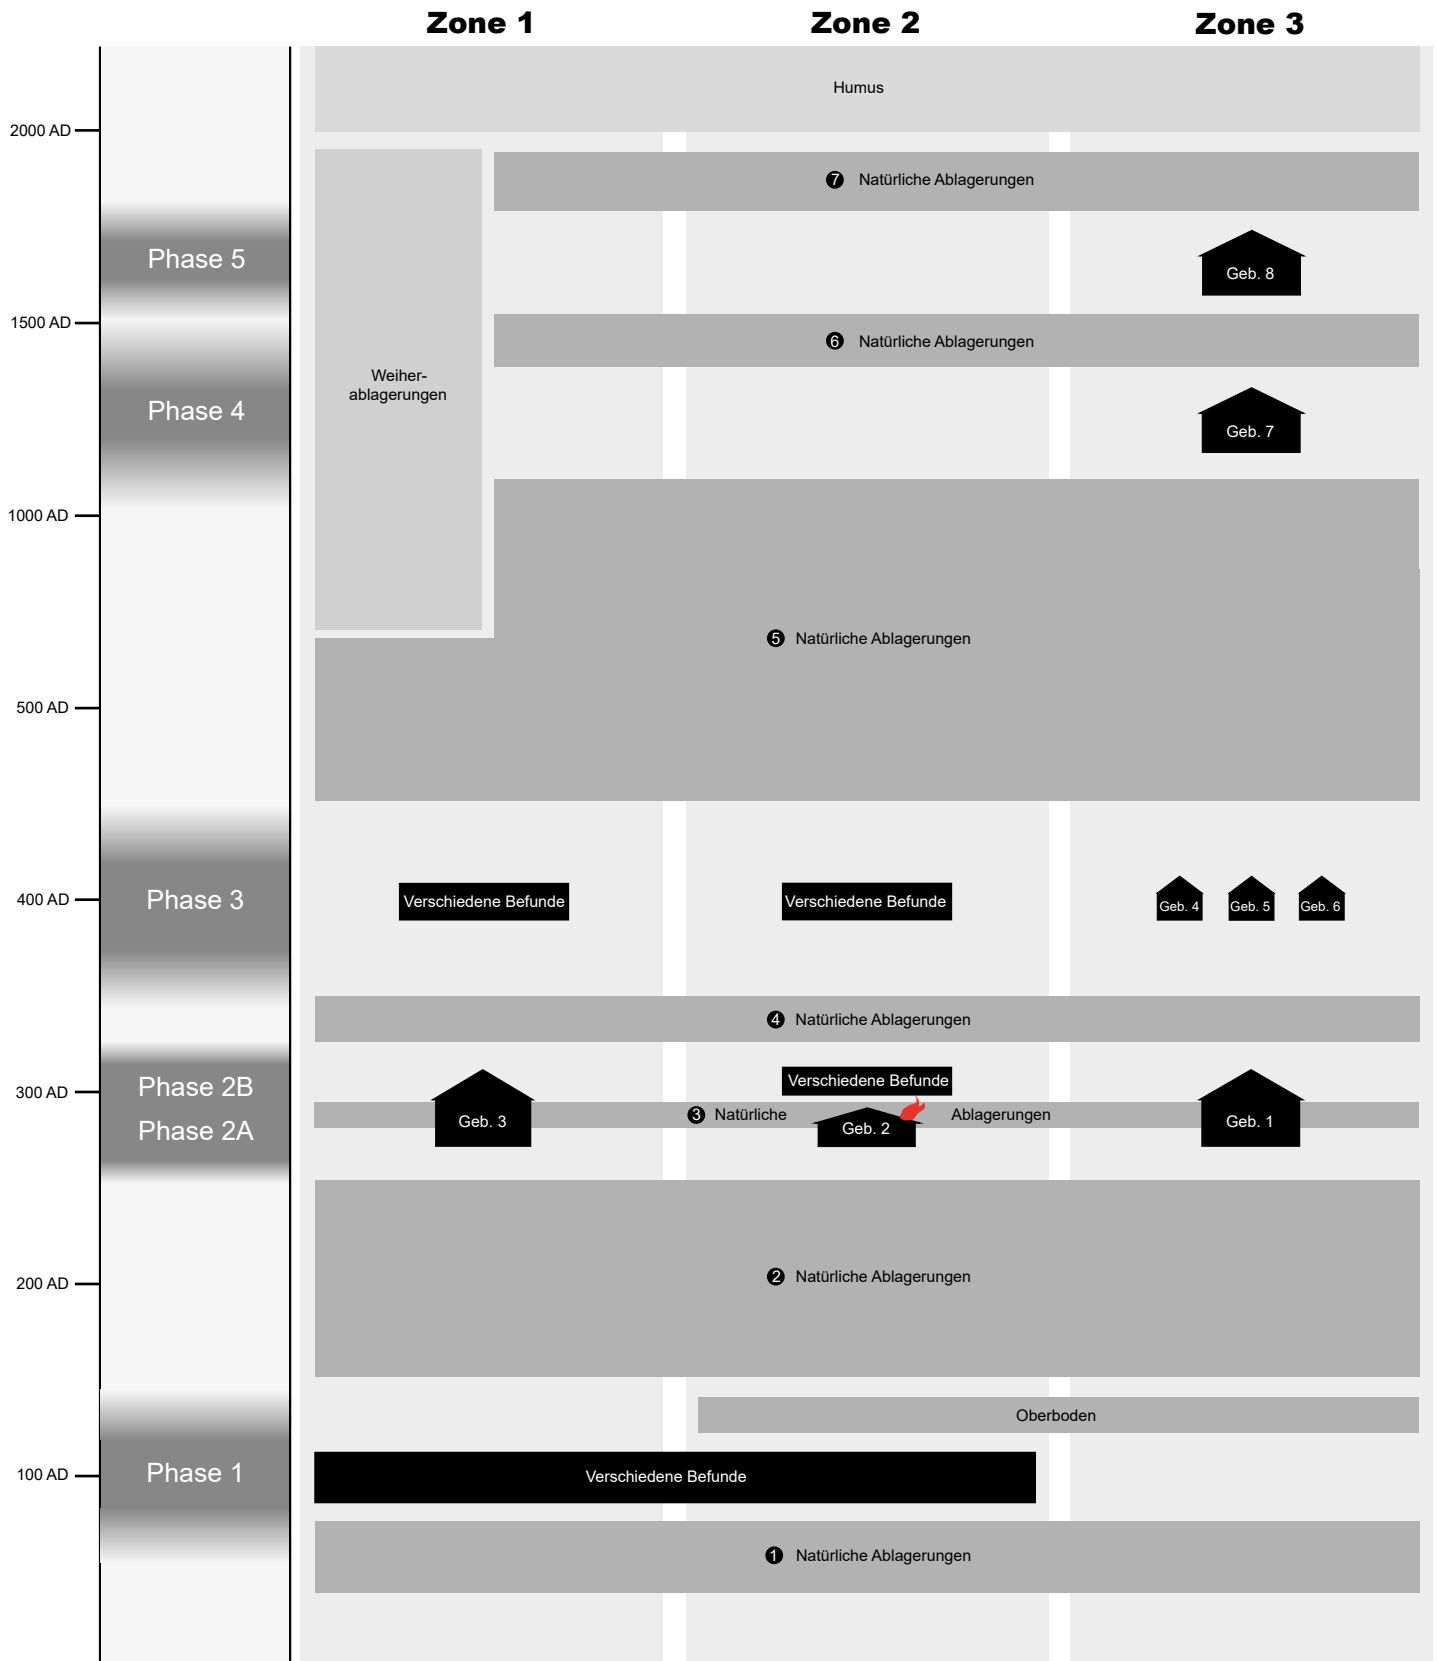 Zone 1 Zone 2 Zone 3
Humus
2000 AD
7 Natürliche Ablagerungen
Phase 5
Geb. 8
1500 AD
6 Natürliche Ablagerungen
Weiher-
ablagerungen
Phase 4
Geb. 7
1000 AD
5 Natürliche Ablagerungen
500 AD
400 AD
Phase 3
Verschiedene Befunde
Verschiedene Befunde
Geb. 4 Geb. 5 Geb. 6
4 Natürliche Ablagerungen
300 AD
Phase 2B
Verschiedene Befunde
3 Natürliche Ablagerungen
Phase 2A
Geb. 3
Geb. 2
Geb. 1
2 Natürliche Ablagerungen
200 AD
Oberboden
100 AD
Phase 1
Verschiedene Befunde
1 Natürliche Ablagerungen